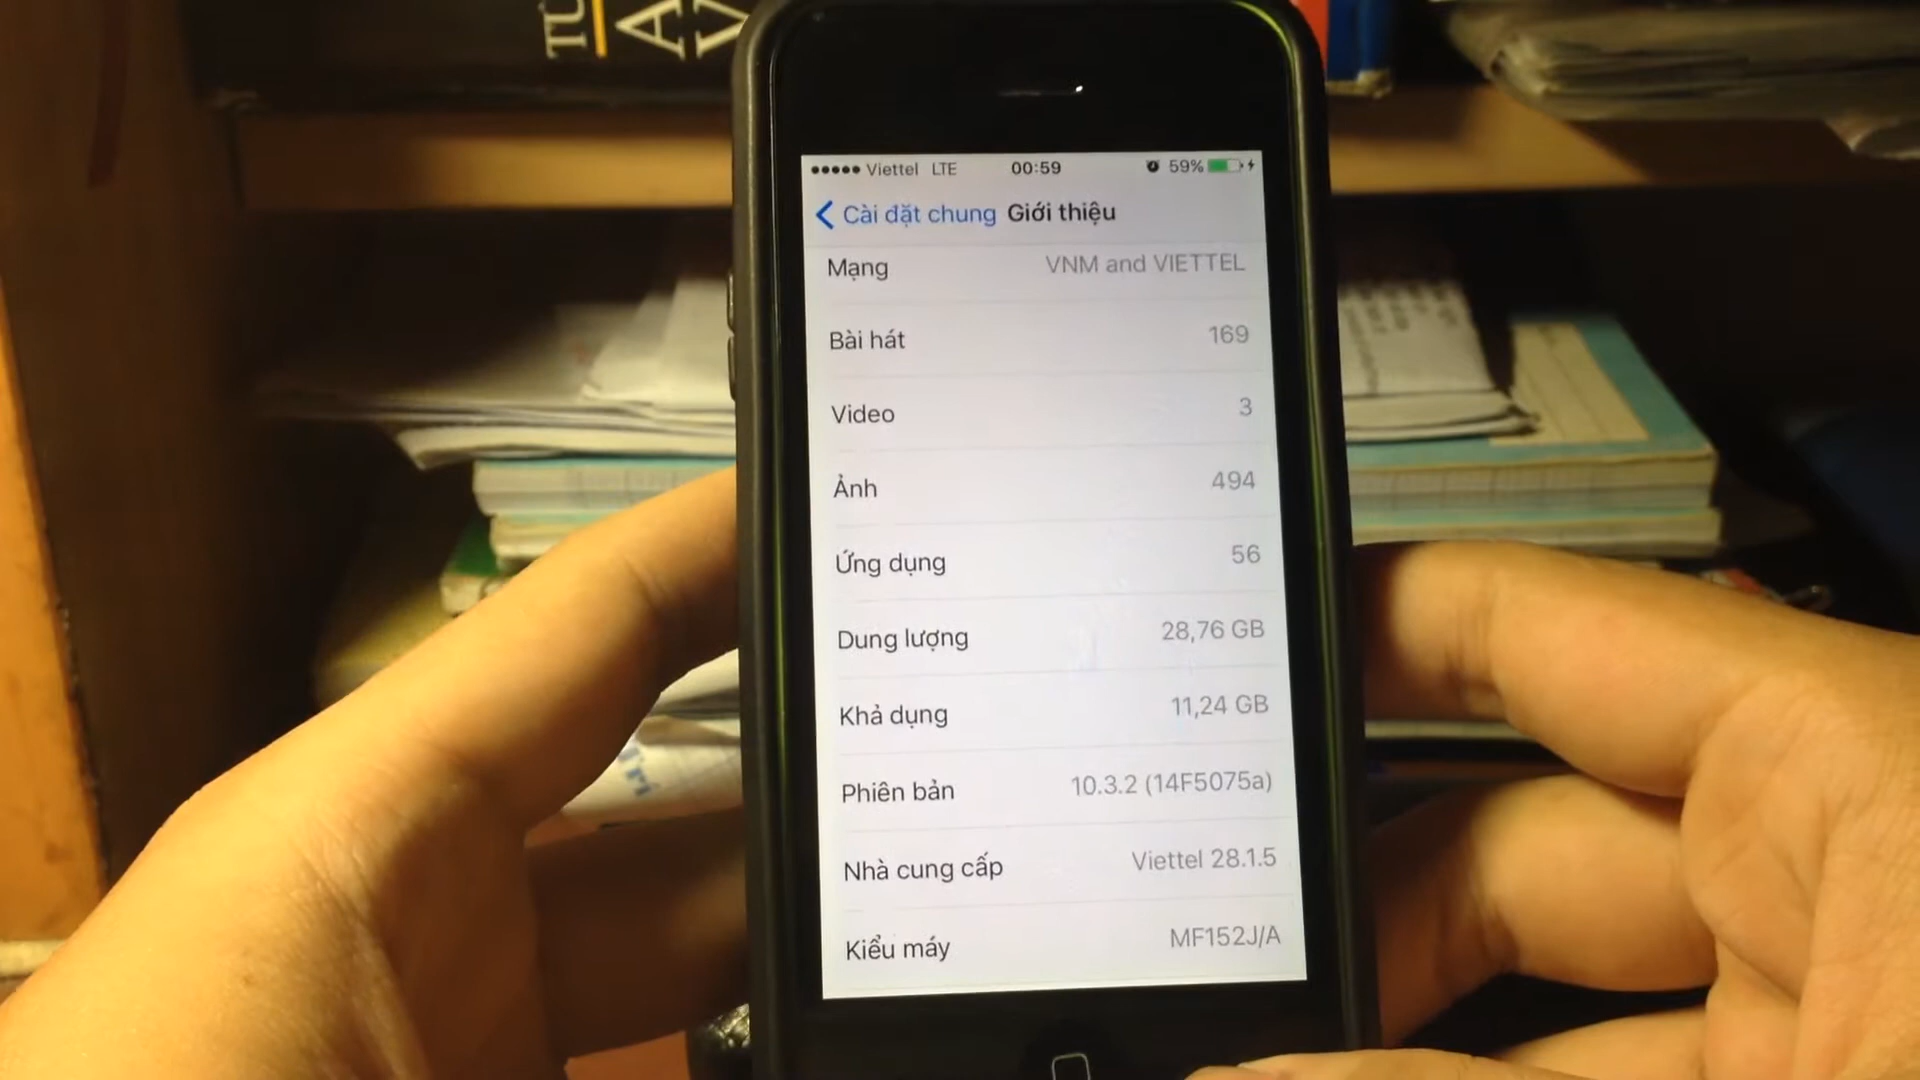 TỪ
A
V
Viettel LTE 00:59 59%
Cài đặt chung Giới thiệu
Mạng VNM and VIETTEL
Bài hát 169
Video 3
Ảnh 494
Ứng dụng 56
Dung lượng 28,76 GB
Khả dụng 11,24 GB
Phiên bản 10.3.2 (14F5075a)
Nhà cung cấp Viettel 28.1.5
Kiểu máy MF152J/A